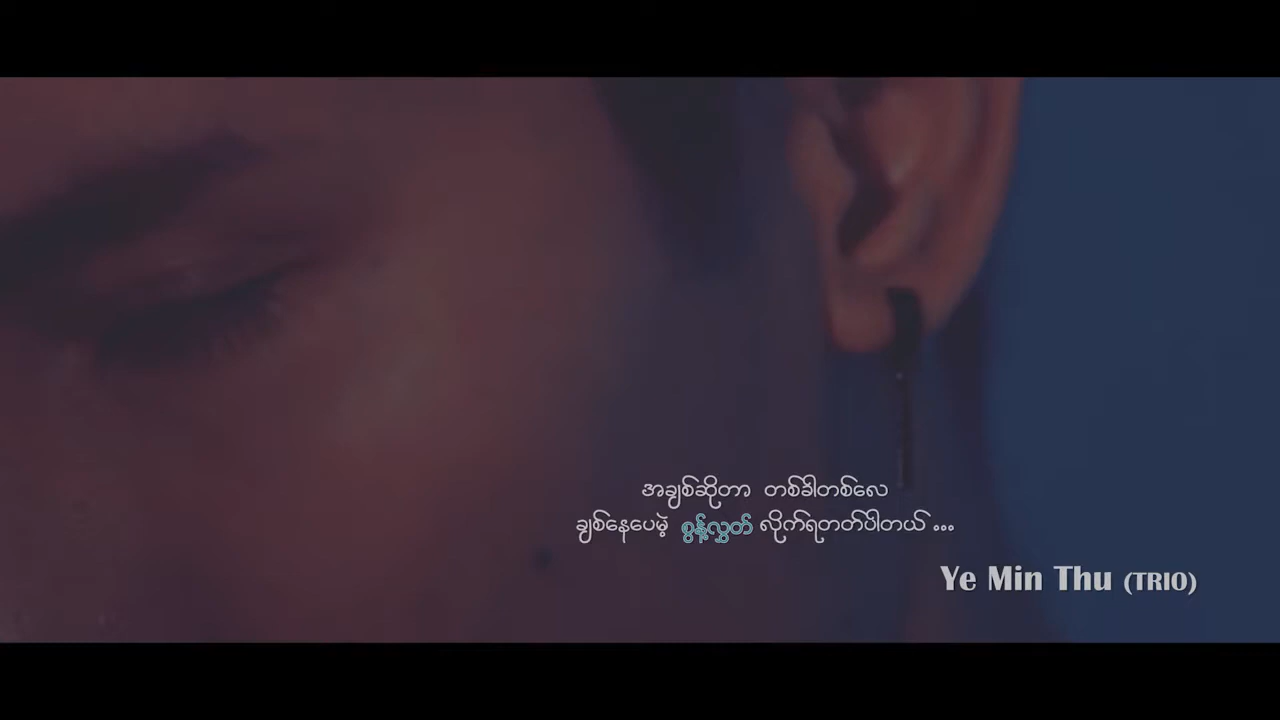 အချစ်ဆိုတာ တစ်ခါတစ်လေ
ချစ်နေပေမဲ့ စွန့်လွှတ် လိုက်ရတတ်ပါတယ် ...
Ye Min Thu (TRIO)